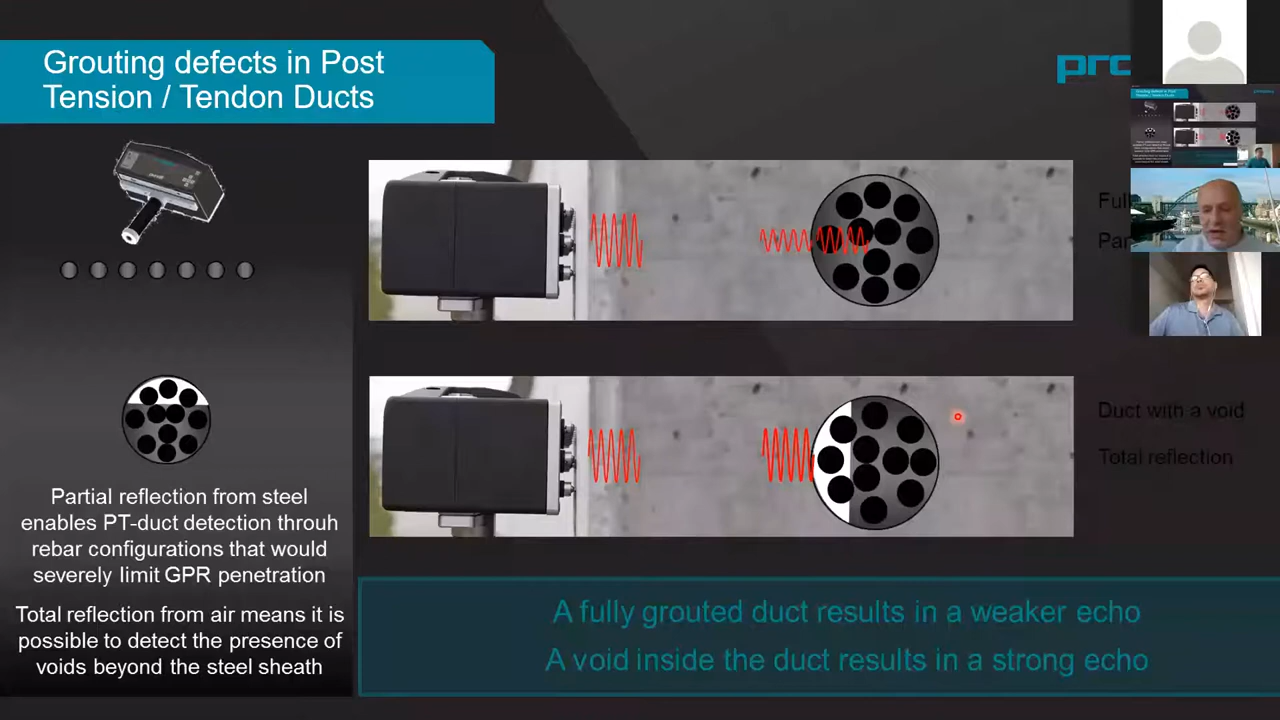 Grouting defects in Post
Tension / Tendon Ducts
prc
Partial reflection from steel
enables PT-duct detection throuh
rebar configurations that would
severely limit GPR penetration
Total reflection from air means it is
possible to detect the presence of
voids beyond the steel sheath
Full
Par
Duct with a void
Total reflection
A fully grouted duct results in a weaker echo
A void inside the duct results in a strong echo